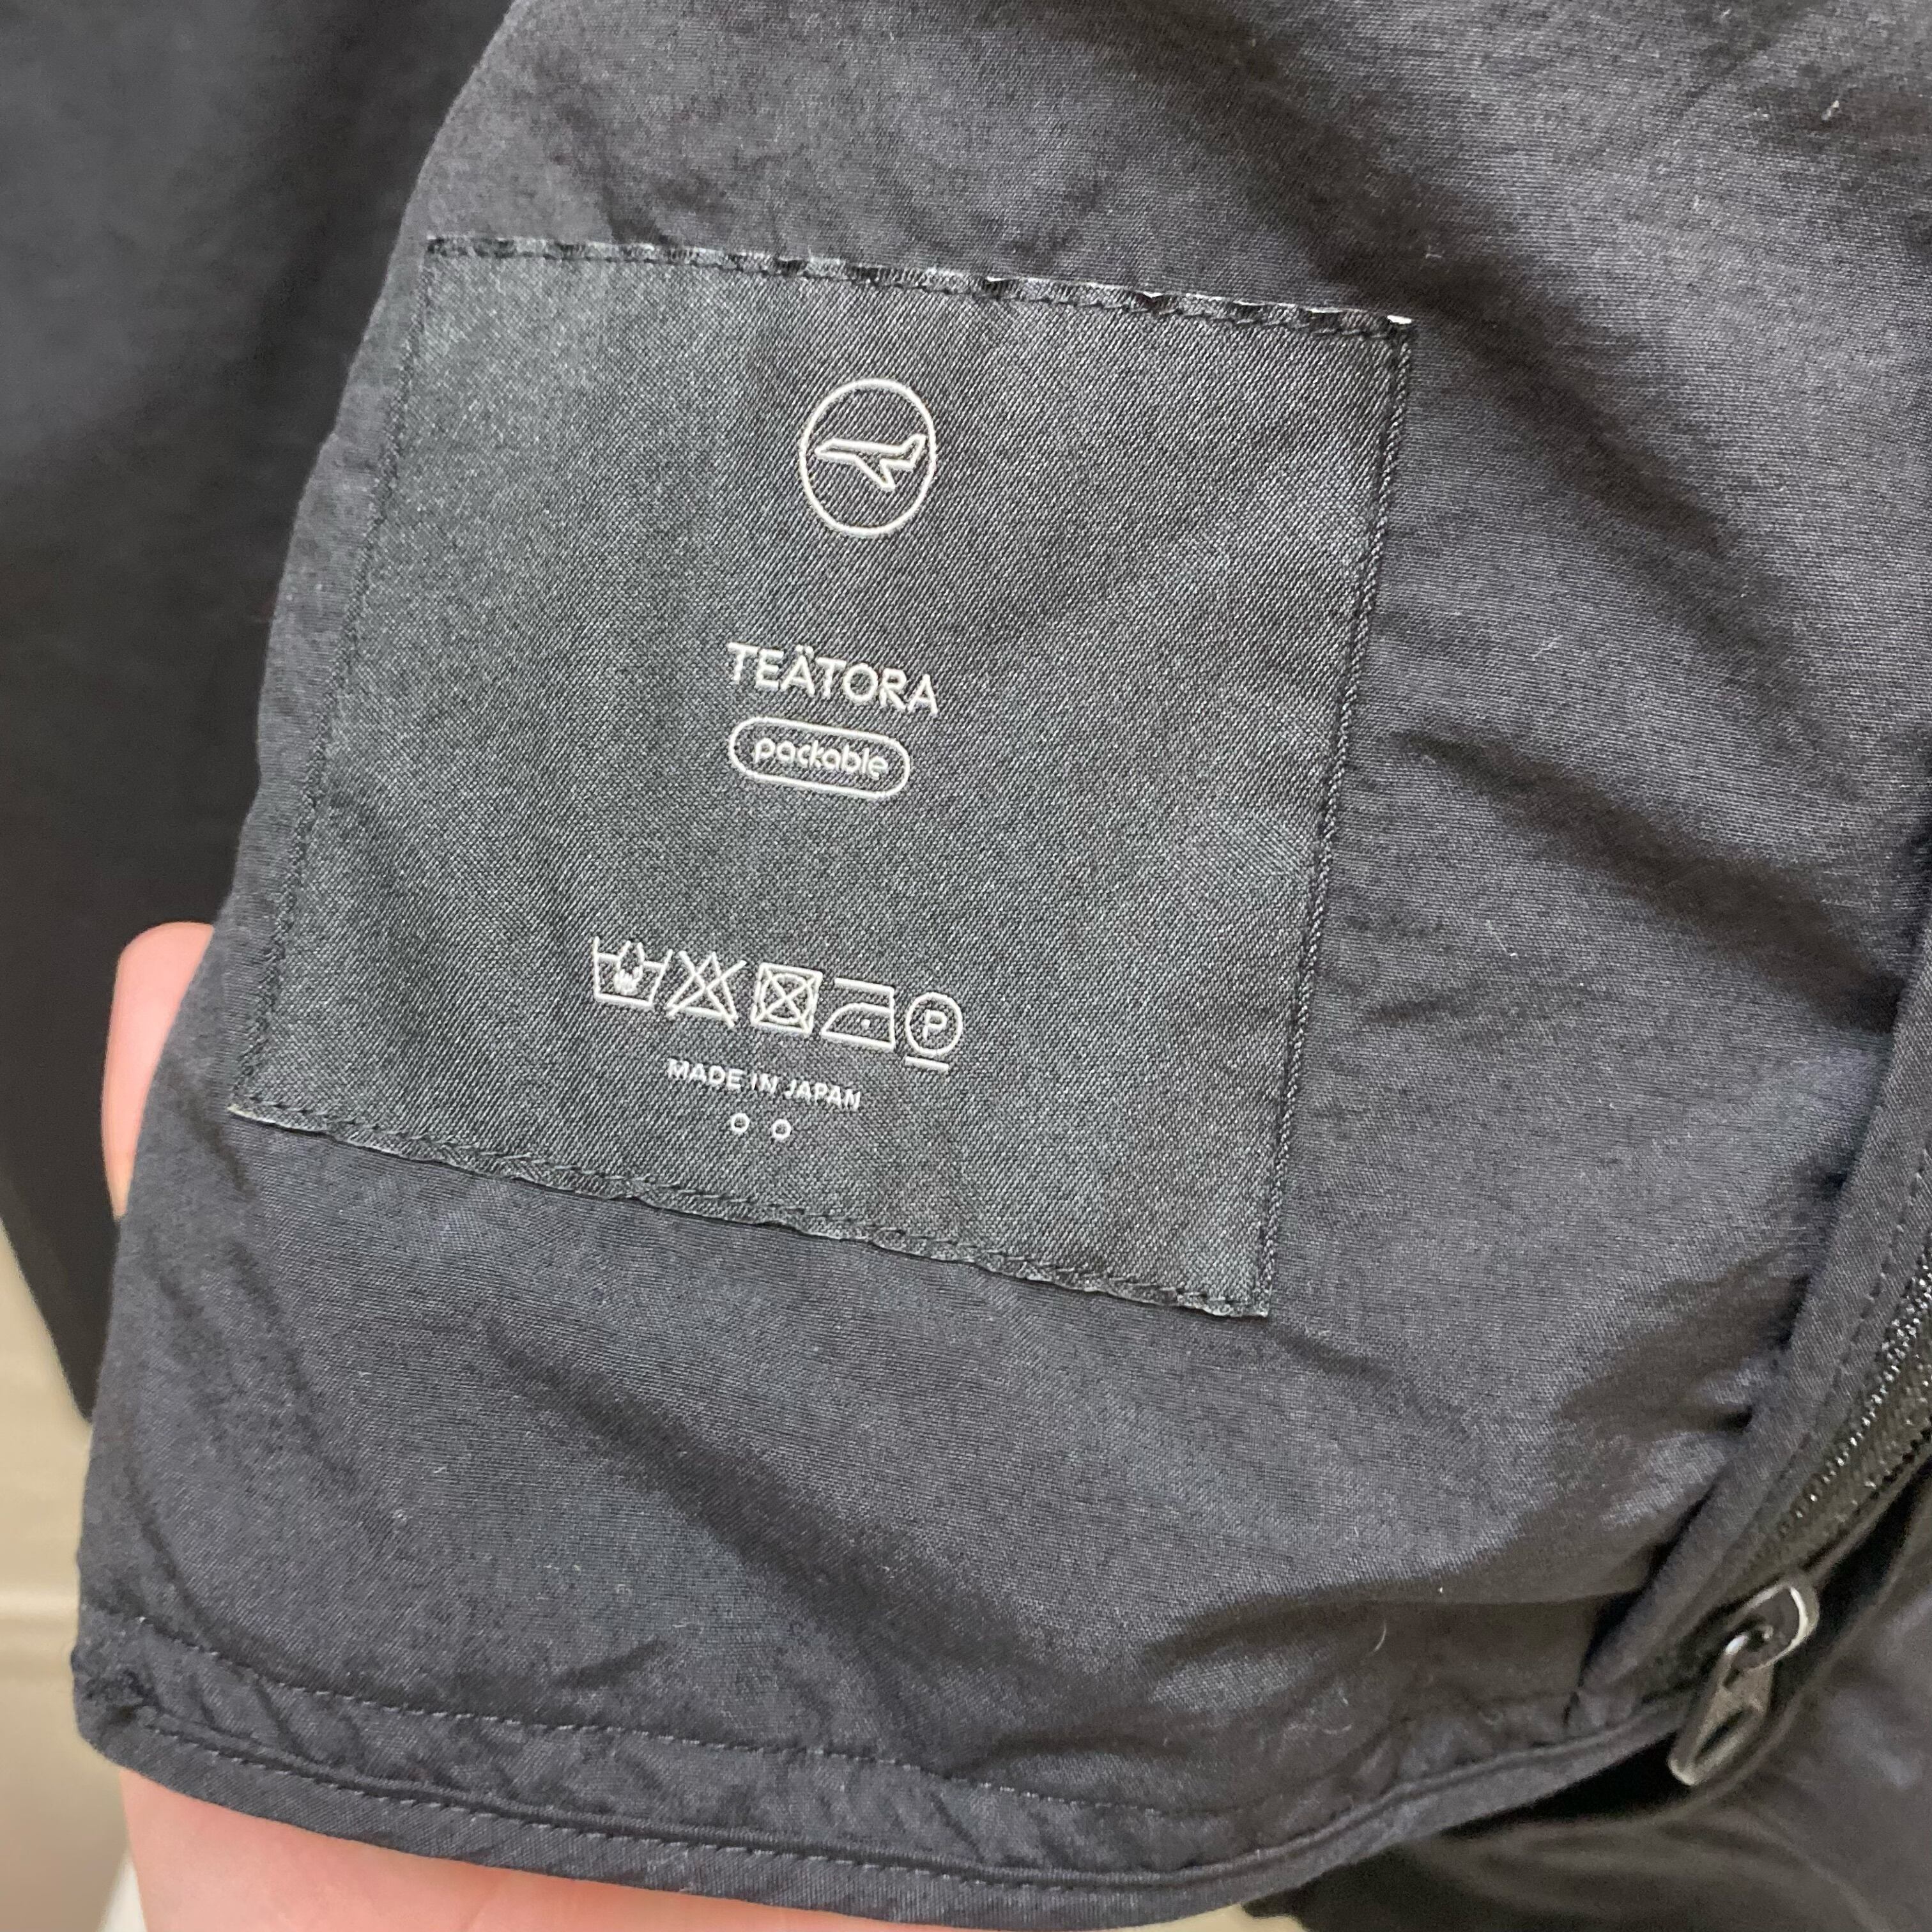 TEÄTORA
packable
P
MADE IN JAPAN